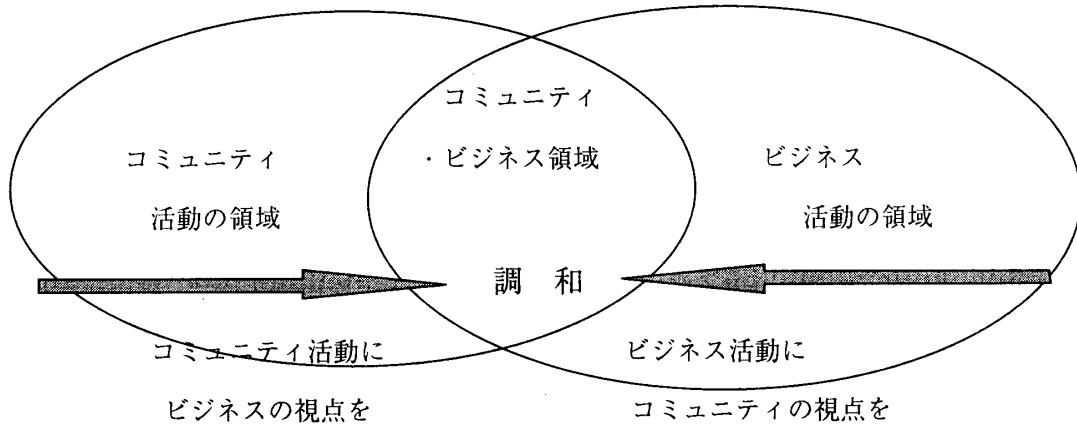 コミュニティ
・ビジネス領域
コミュニティ
活動の領域
ビジネス
活動の領域
調 和
コミュニティ活動に
ビジネスの視点を
ビジネス活動に
コミュニティの視点を